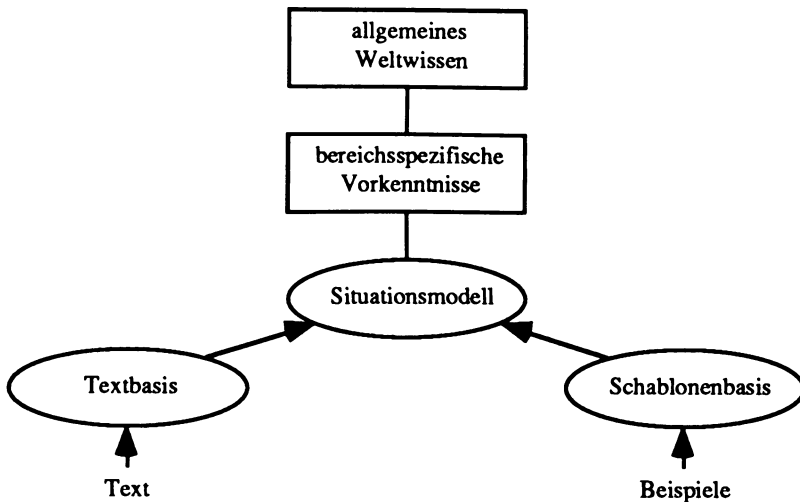 allgemeines
Weltwissen
bereichsspezifische
Vorkenntnisse
Situationsmodell
Textbasis
Schablonenbasis
Text
Beispiele